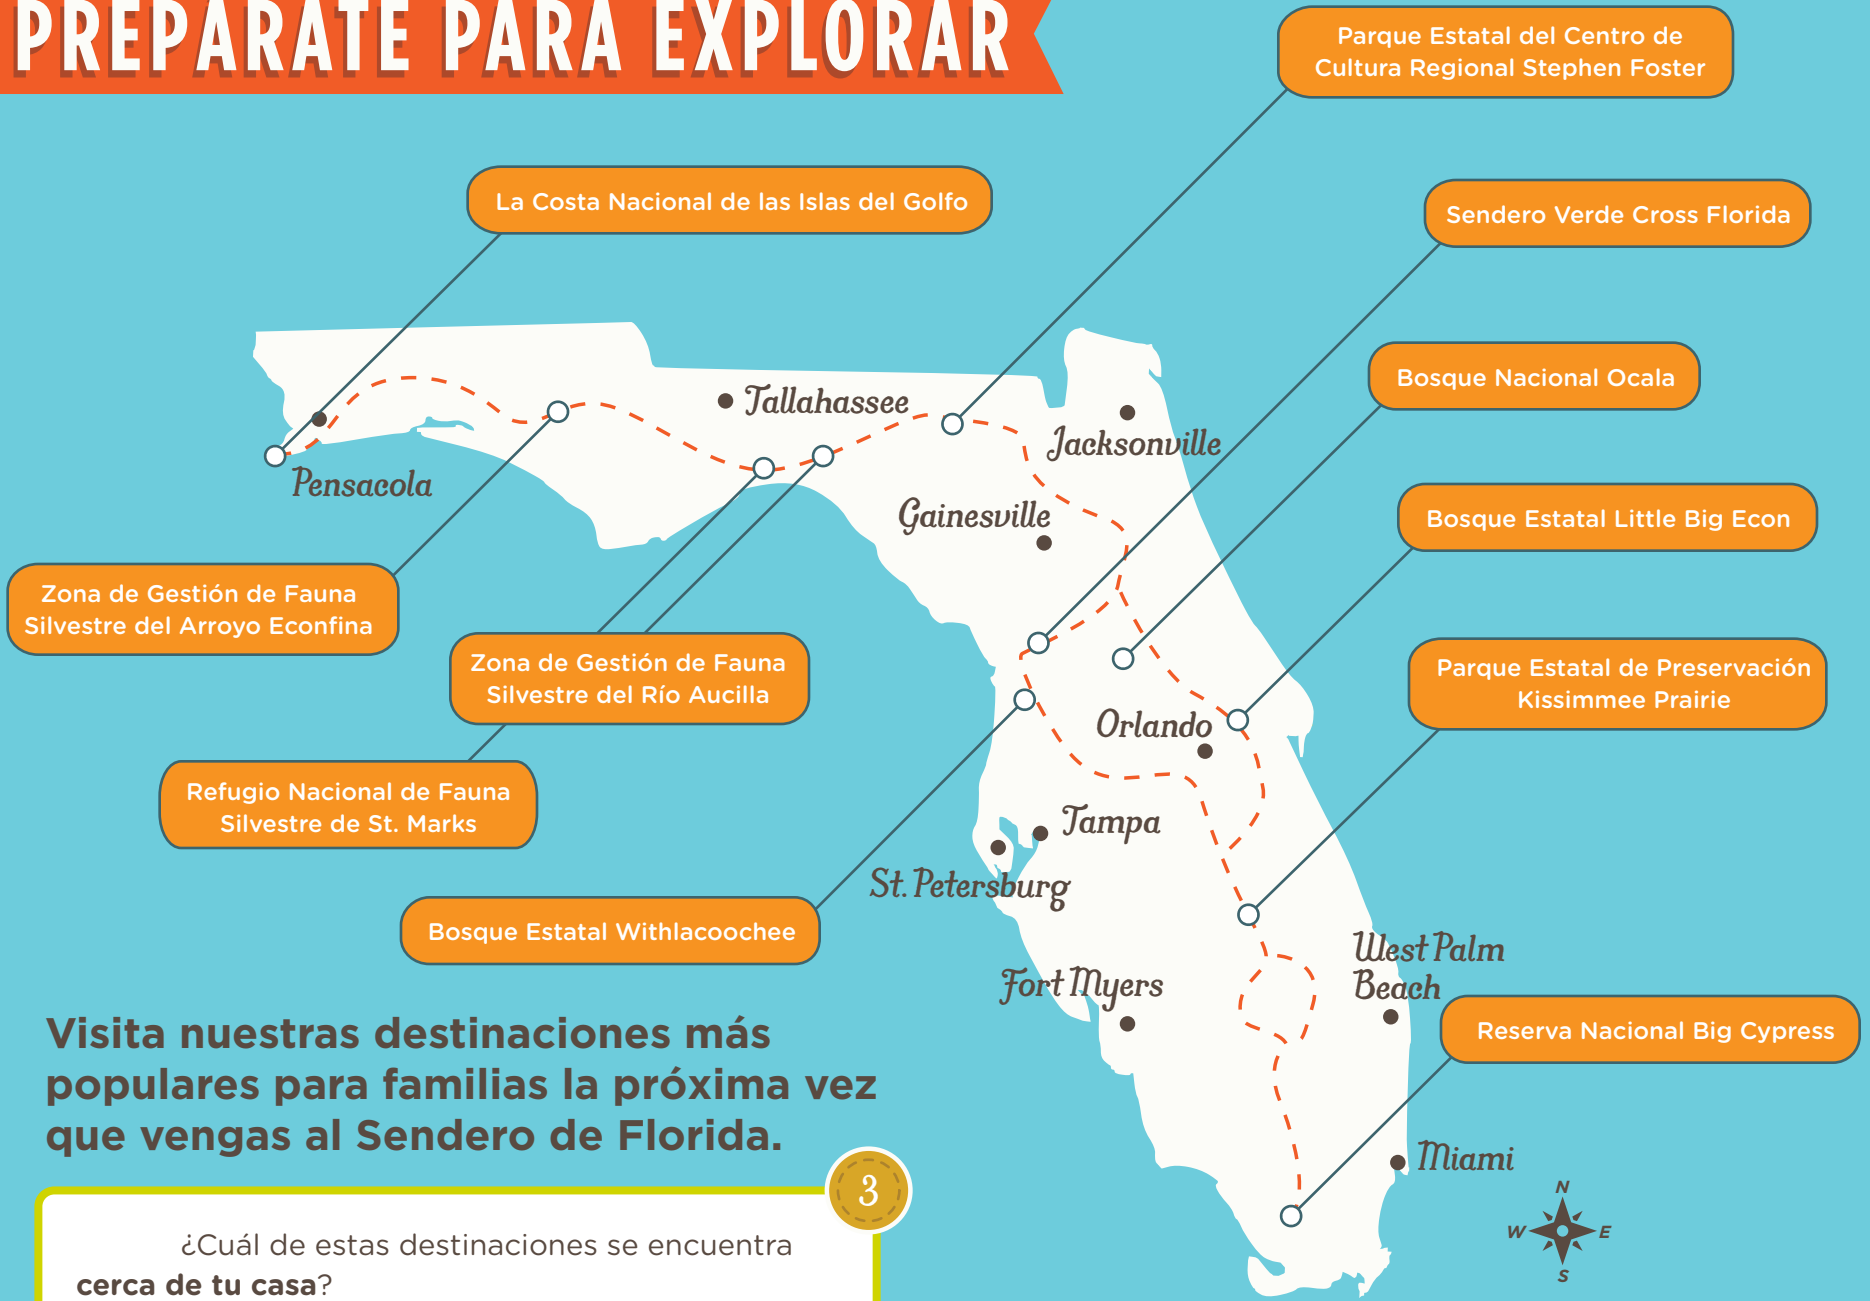 PREPÁRATE PARA EXPLORAR
Parque Estatal del Centro de
Cultura Regional Stephen Foster
La Costa Nacional de las Islas del Golfo
Sendero Verde Cross Florida
Bosque Nacional Ocala
Tallahassee
Jacksonville
Pensacola
Gainesville
Bosque Estatal Little Big Econ
Zona de Gestión de Fauna
Silvestre del Arroyo Econfina
Zona de Gestión de Fauna
Silvestre del Río Aucilla
Parque Estatal de Preservación
Kissimmee Prairie
Orlando
Refugio Nacional de Fauna
Silvestre de St. Marks
Tampa
St. Petersburg
Bosque Estatal Withlacoochee
West Palm
Beach
Fort Myers
Reserva Nacional Big Cypress
Visita nuestras destinaciones más
populares para familias la próxima vez
que vengas al Sendero de Florida.
Miami
N
W E
S
3
¿Cuál de estas destinaciones se encuentra
cerca de tu casa?